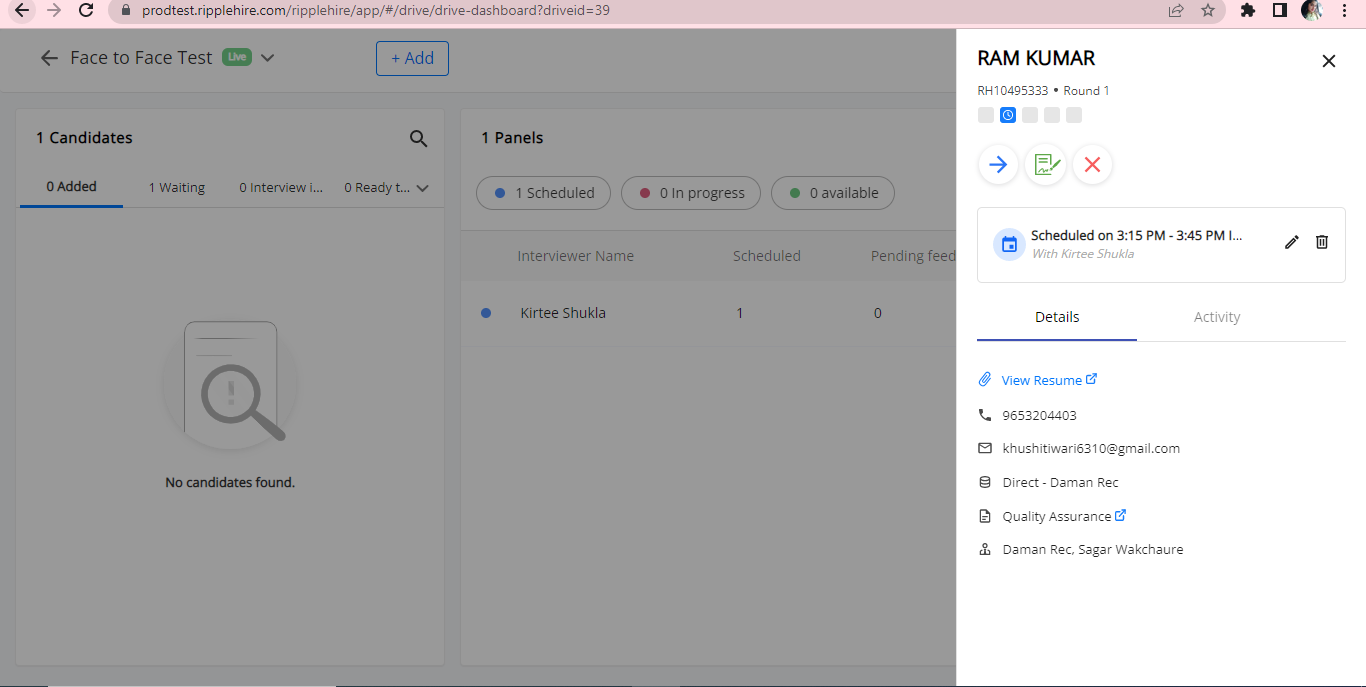 prodtest.ripplehire.com/ripplehire/app/#/drive/drive-dashboard?driveid=39
Face to Face Test Live
+ Add
1 Candidates
0 Added 1 Waiting 0 Interview i... 0 Ready t...
No candidates found.
1 Panels
1 Scheduled 0 In progress 0 available
Interviewer Name Scheduled Pending feed
Kirtee Shukla 1 0
RAM KUMAR
RH10495333 • Round 1
Scheduled on 3:15 PM - 3:45 PM I...
With Kirtee Shukla
Details Activity
View Resume
9653204403
khushitiwari6310@gmail.com
Direct - Daman Rec
Quality Assurance
Daman Rec, Sagar Wakchaure